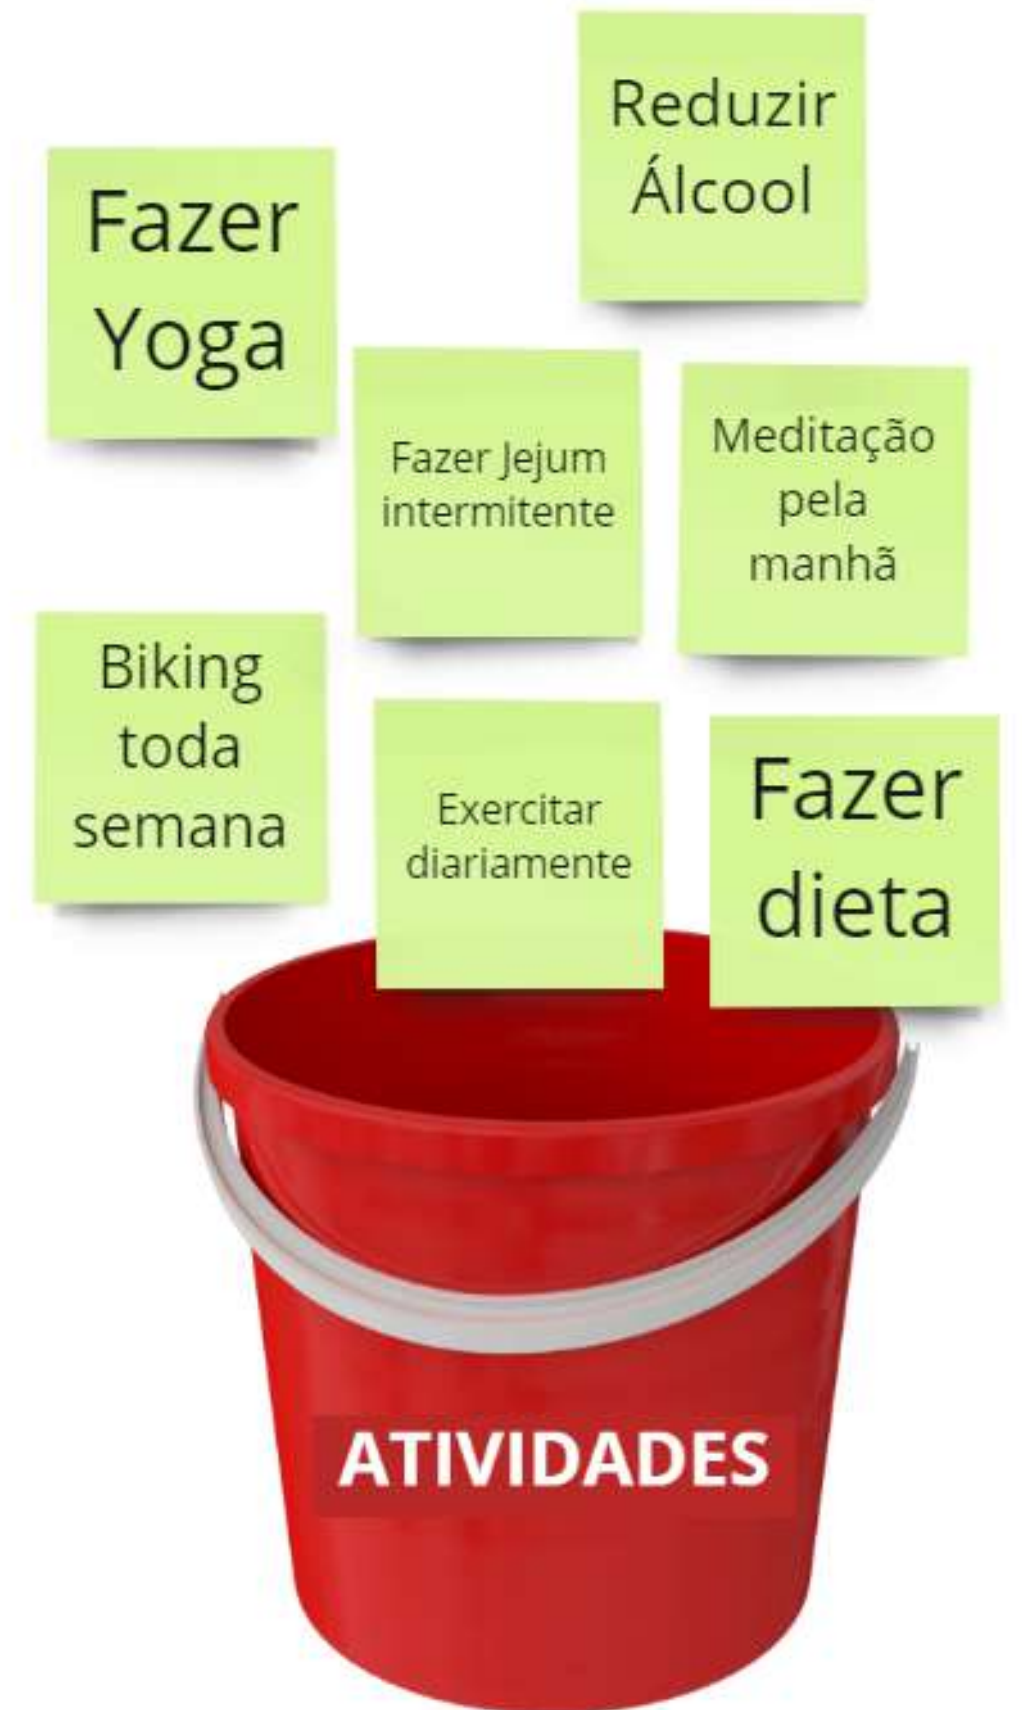 Reduzir
Álcool
Fazer
Yoga
Fazer Jejum
intermitente
Meditação
pela
manhã
Biking
toda
semana
Exercitar
diariamente
Fazer
dieta
ATIVIDADES